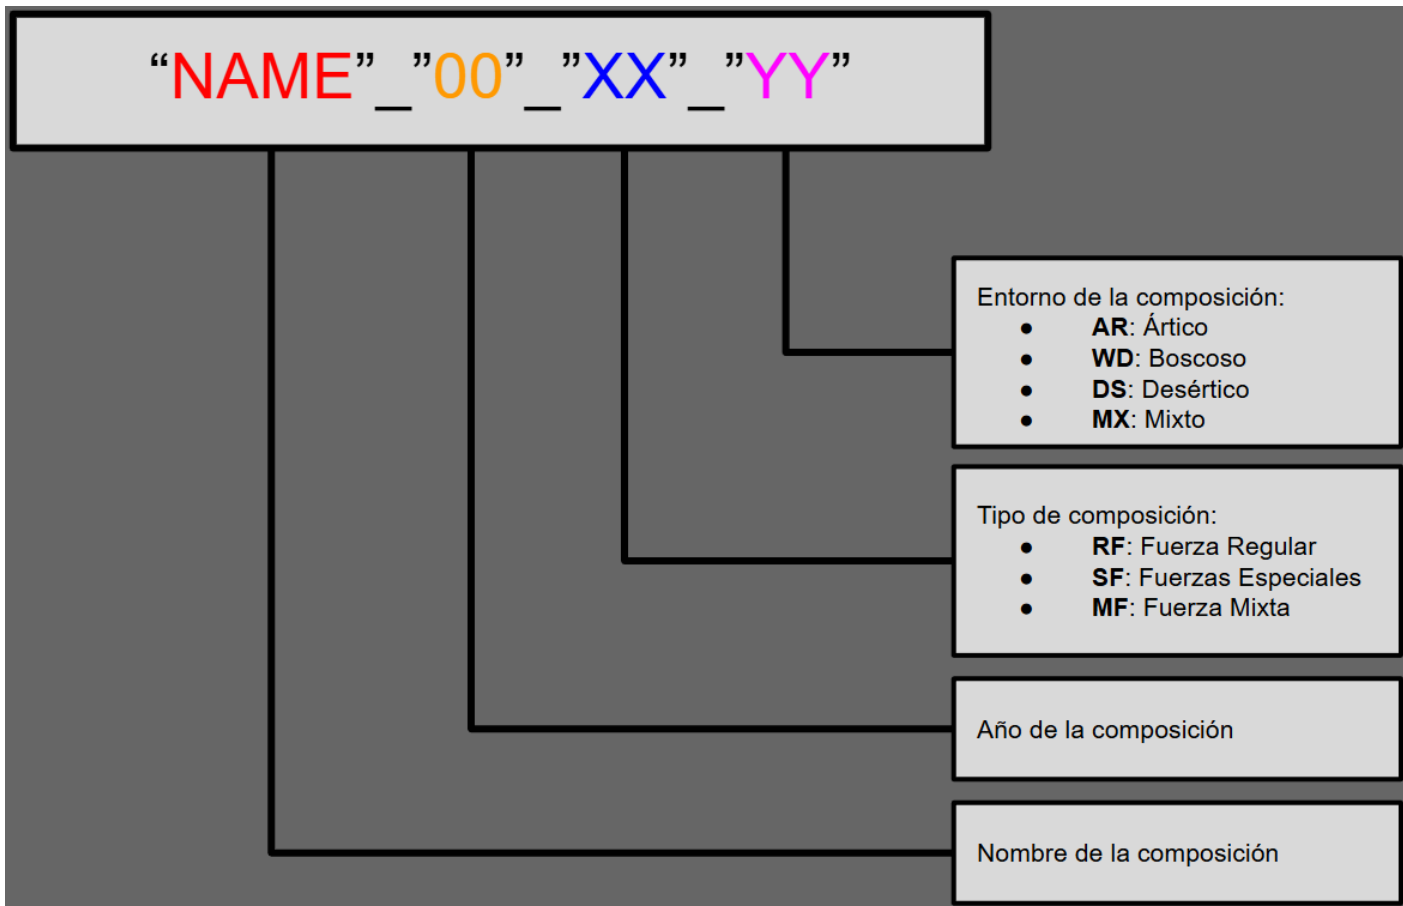 “NAME”_”00”_”XX”_”YY”
Entorno de la composición:
● AR: Ártico
● WD: Boscoso
● DS: Desértico
● MX: Mixto
Tipo de composición:
● RF: Fuerza Regular
● SF: Fuerzas Especiales
● MF: Fuerza Mixta
Año de la composición
Nombre de la composición